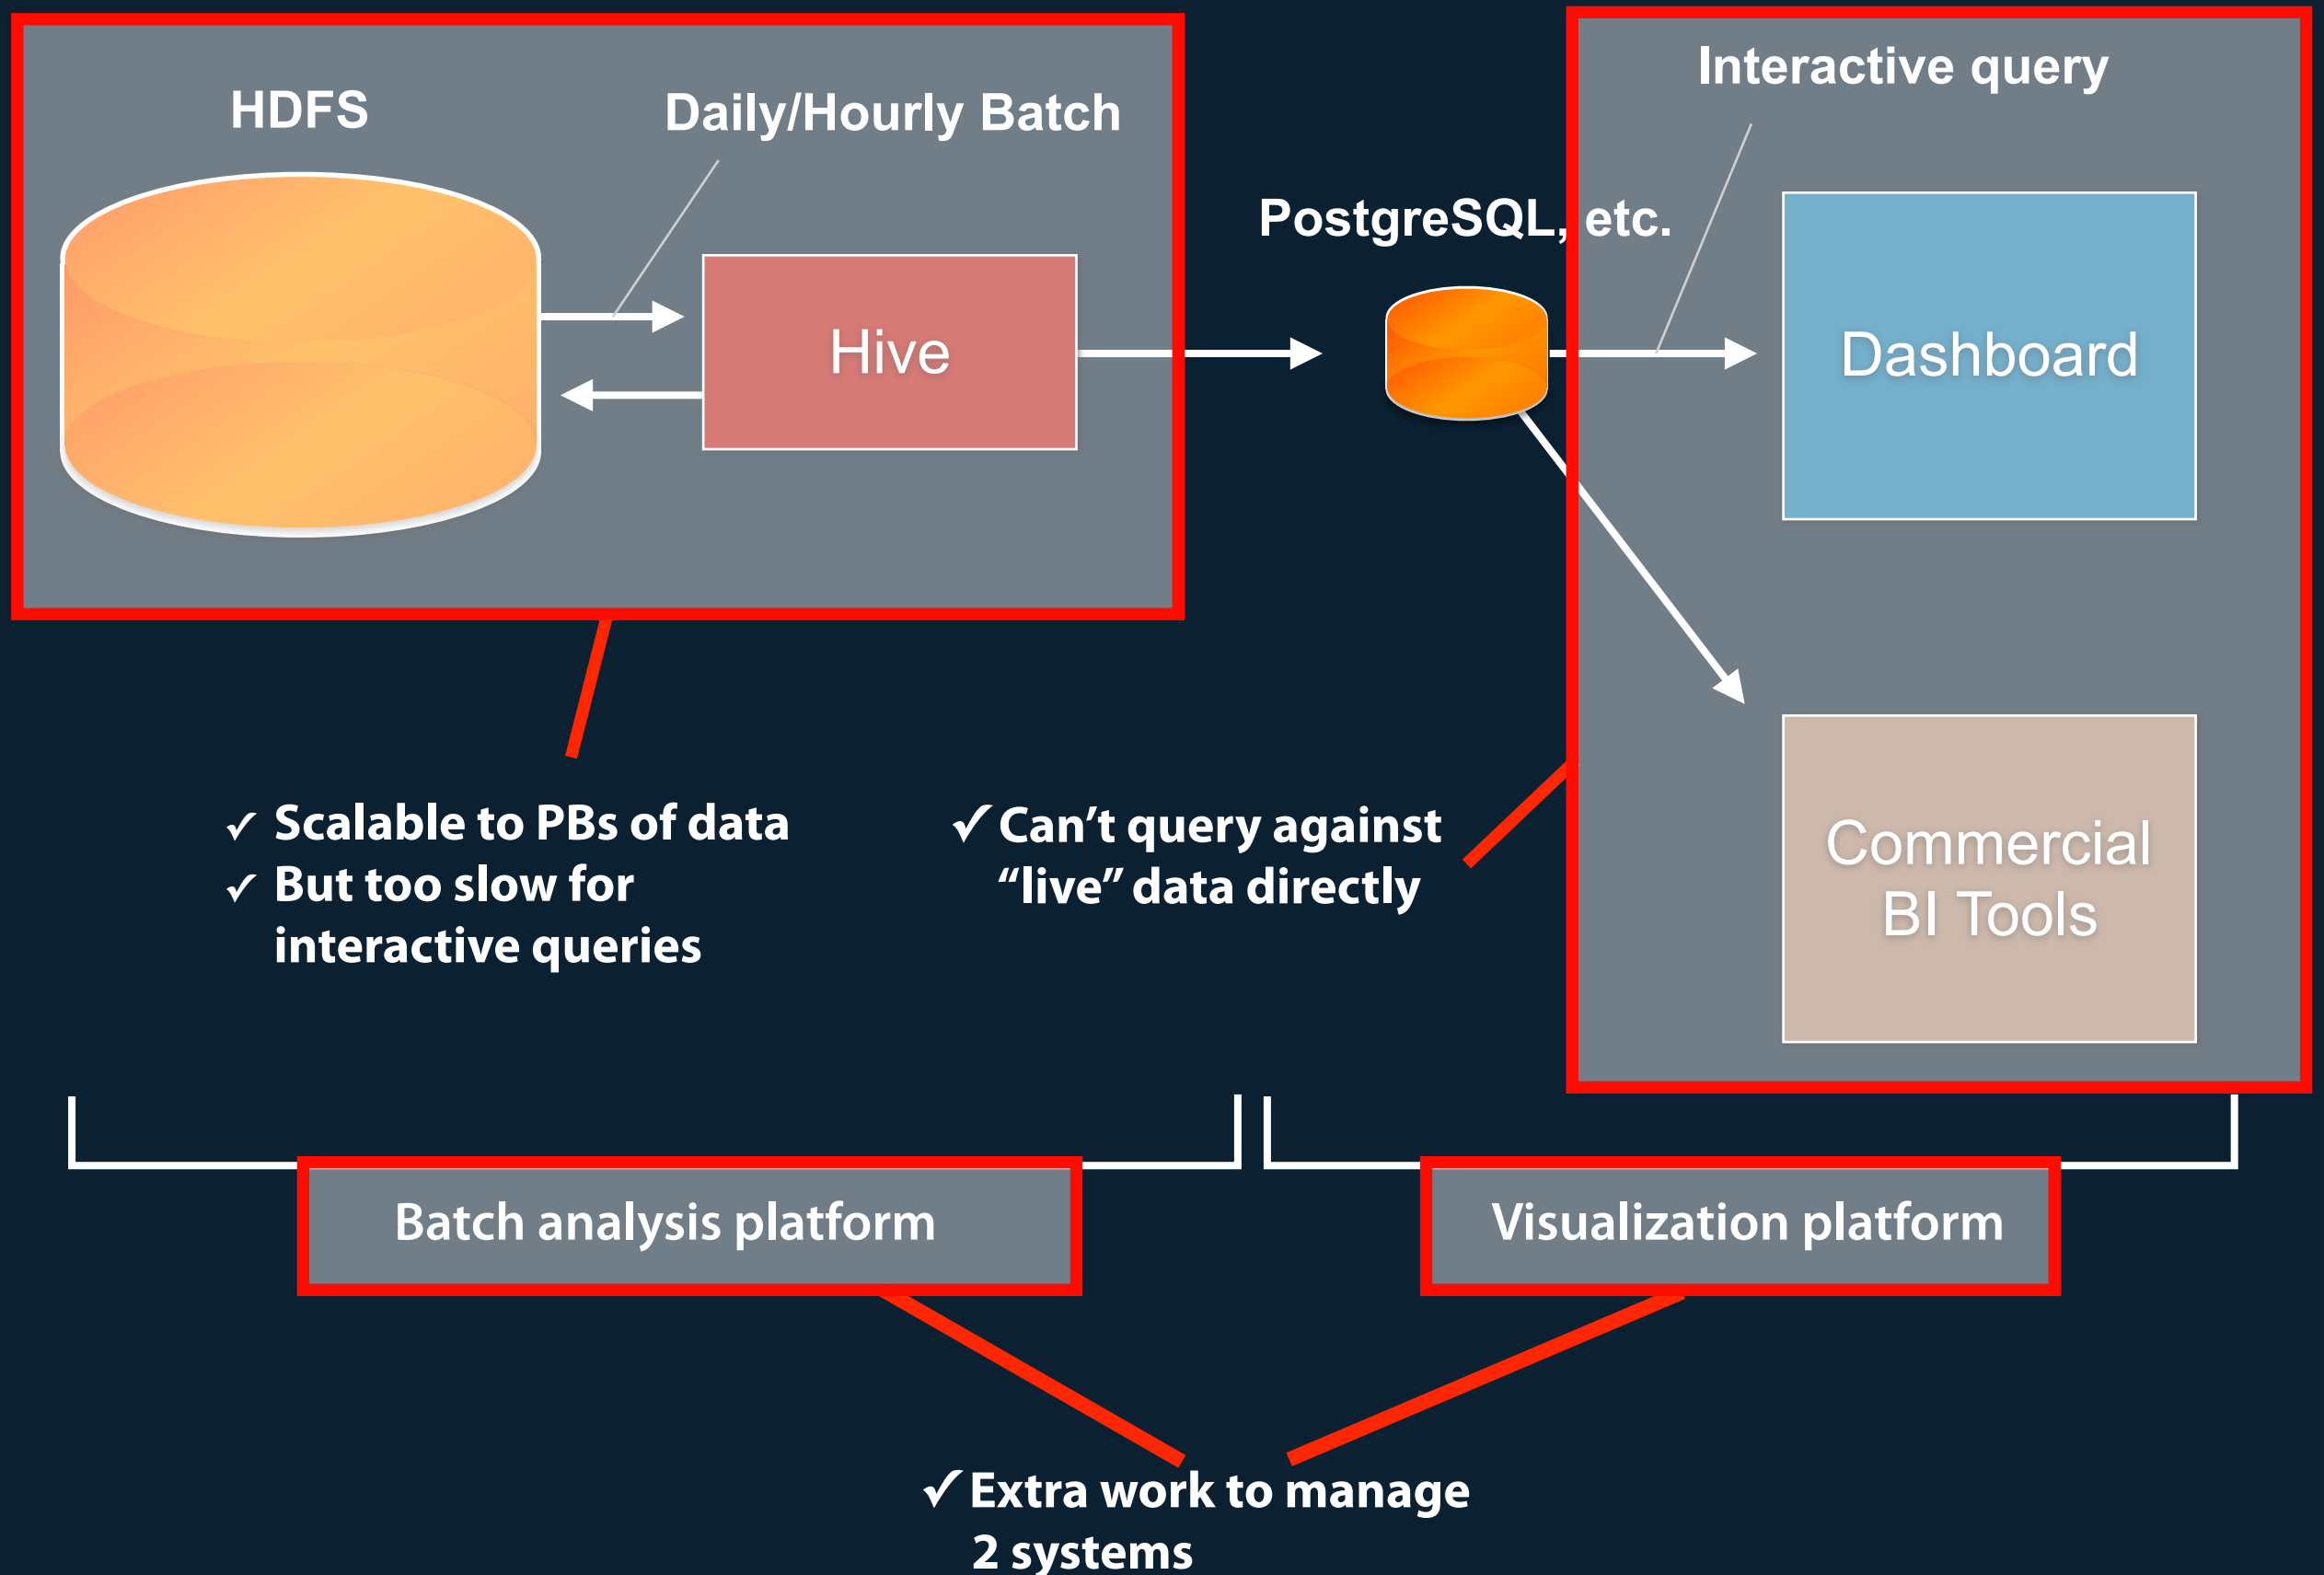 HDFS
Daily/Hourly Batch
Interactive query
PostgreSQL, etc.
Hive
Dashboard
✓ Scalable to PBs of data
✓ But too slow for
interactive queries
✓ Can’t query against
“live” data directly
Commercial
BI Tools
Batch analysis platform
Visualization platform
✓ Extra work to manage
2 systems